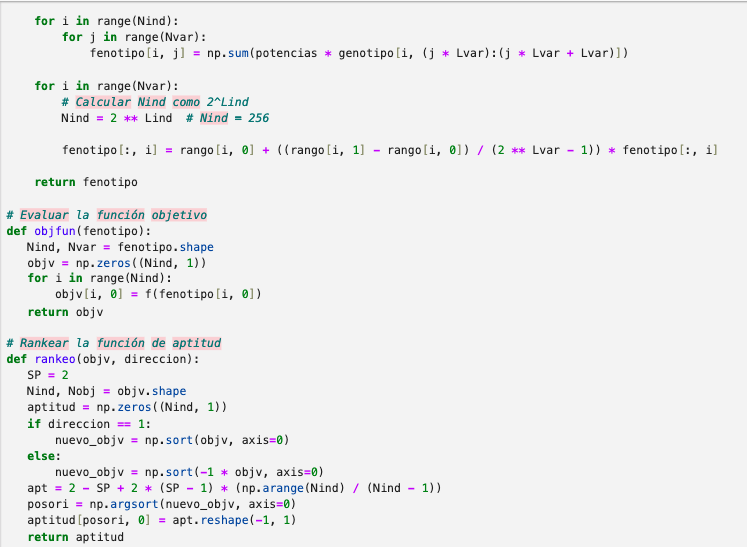 for i in range(Nind):
for j in range(Nvar):
fenotipo[i, j] = np.sum(potencias * genotipo[i, (j * Lvar):(j * Lvar + Lvar)])
for i in range(Nvar):
# Calcular Nind como 2^Lind
Nind = 2 ** Lind  # Nind = 256
fenotipo[:, i] = rango[i, 0] + ((rango[i, 1] - rango[i, 0]) / (2 ** Lvar - 1)) * fenotipo[:, i]
return fenotipo
# Evaluar la función objetivo
def objfun(fenotipo):
Nind, Nvar = fenotipo.shape
objv = np.zeros((Nind, 1))
for i in range(Nind):
objv[i, 0] = f(fenotipo[i, 0])
return objv
# Rankear la función de aptitud
def rankeo(objv, direccion):
SP = 2
Nind, Nobj = objv.shape
aptitud = np.zeros((Nind, 1))
if direccion == 1:
nuevo_objv = np.sort(objv, axis=0)
else:
nuevo_objv = np.sort(-1 * objv, axis=0)
apt = 2 - SP + 2 * (SP - 1) * (np.arange(Nind) / (Nind - 1))
posori = np.argsort(nuevo_objv, axis=0)
aptitud[posori, 0] = apt.reshape(-1, 1)
return aptitud